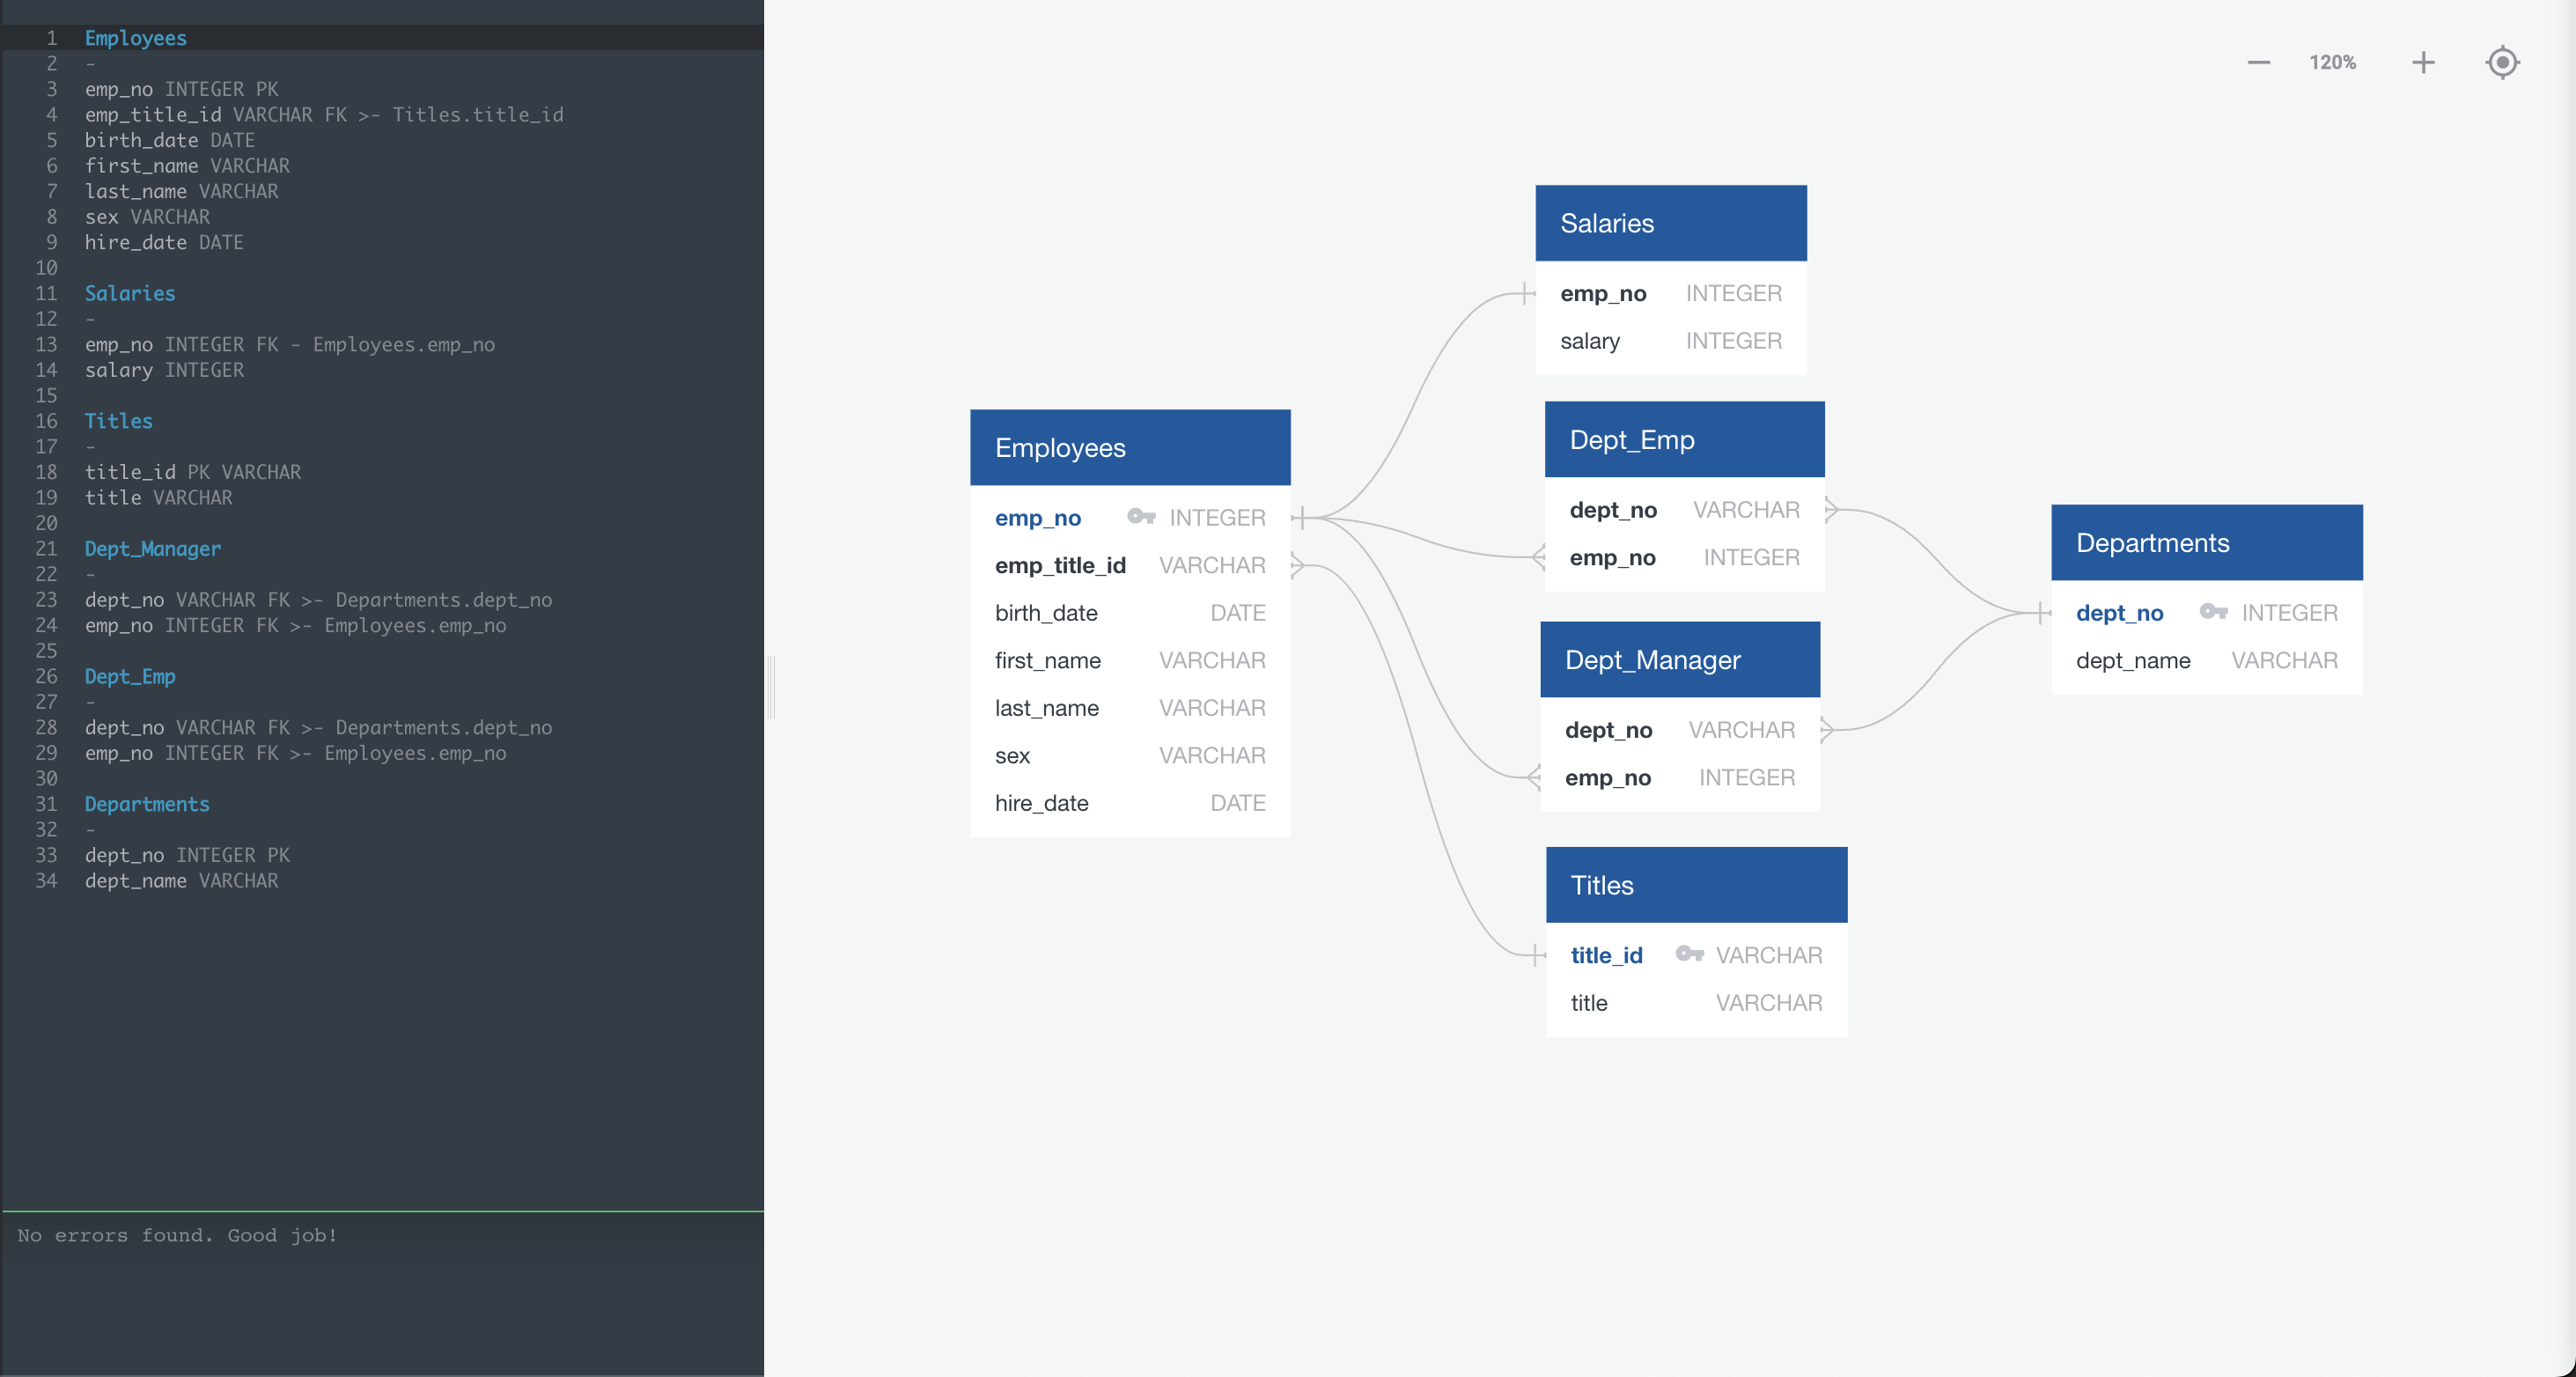 1 Employees
2 -
3 emp_no INTEGER PK
4 emp_title_id VARCHAR FK >- Titles.title_id
5 birth_date DATE
6 first_name VARCHAR
7 last_name VARCHAR
8 sex VARCHAR
9 hire_date DATE
10
11 Salaries
12 -
13 emp_no INTEGER FK - Employees.emp_no
14 salary INTEGER
15
16 Titles
17 -
18 title_id PK VARCHAR
19 title VARCHAR
20
21 Dept_Manager
22 -
23 dept_no VARCHAR FK >- Departments.dept_no
24 emp_no INTEGER FK >- Employees.emp_no
25
26 Dept_Emp
27 -
28 dept_no VARCHAR FK >- Departments.dept_no
29 emp_no INTEGER FK >- Employees.emp_no
30
31 Departments
32 -
33 dept_no INTEGER PK
34 dept_name VARCHAR
No errors found. Good job!
120%
Employees
emp_no INTEGER
emp_title_id VARCHAR
birth_date DATE
first_name VARCHAR
last_name VARCHAR
sex VARCHAR
hire_date DATE
Salaries
emp_no INTEGER
salary INTEGER
Dept_Emp
dept_no VARCHAR
emp_no INTEGER
Dept_Manager
dept_no VARCHAR
emp_no INTEGER
Titles
title_id VARCHAR
title VARCHAR
Departments
dept_no INTEGER
dept_name VARCHAR